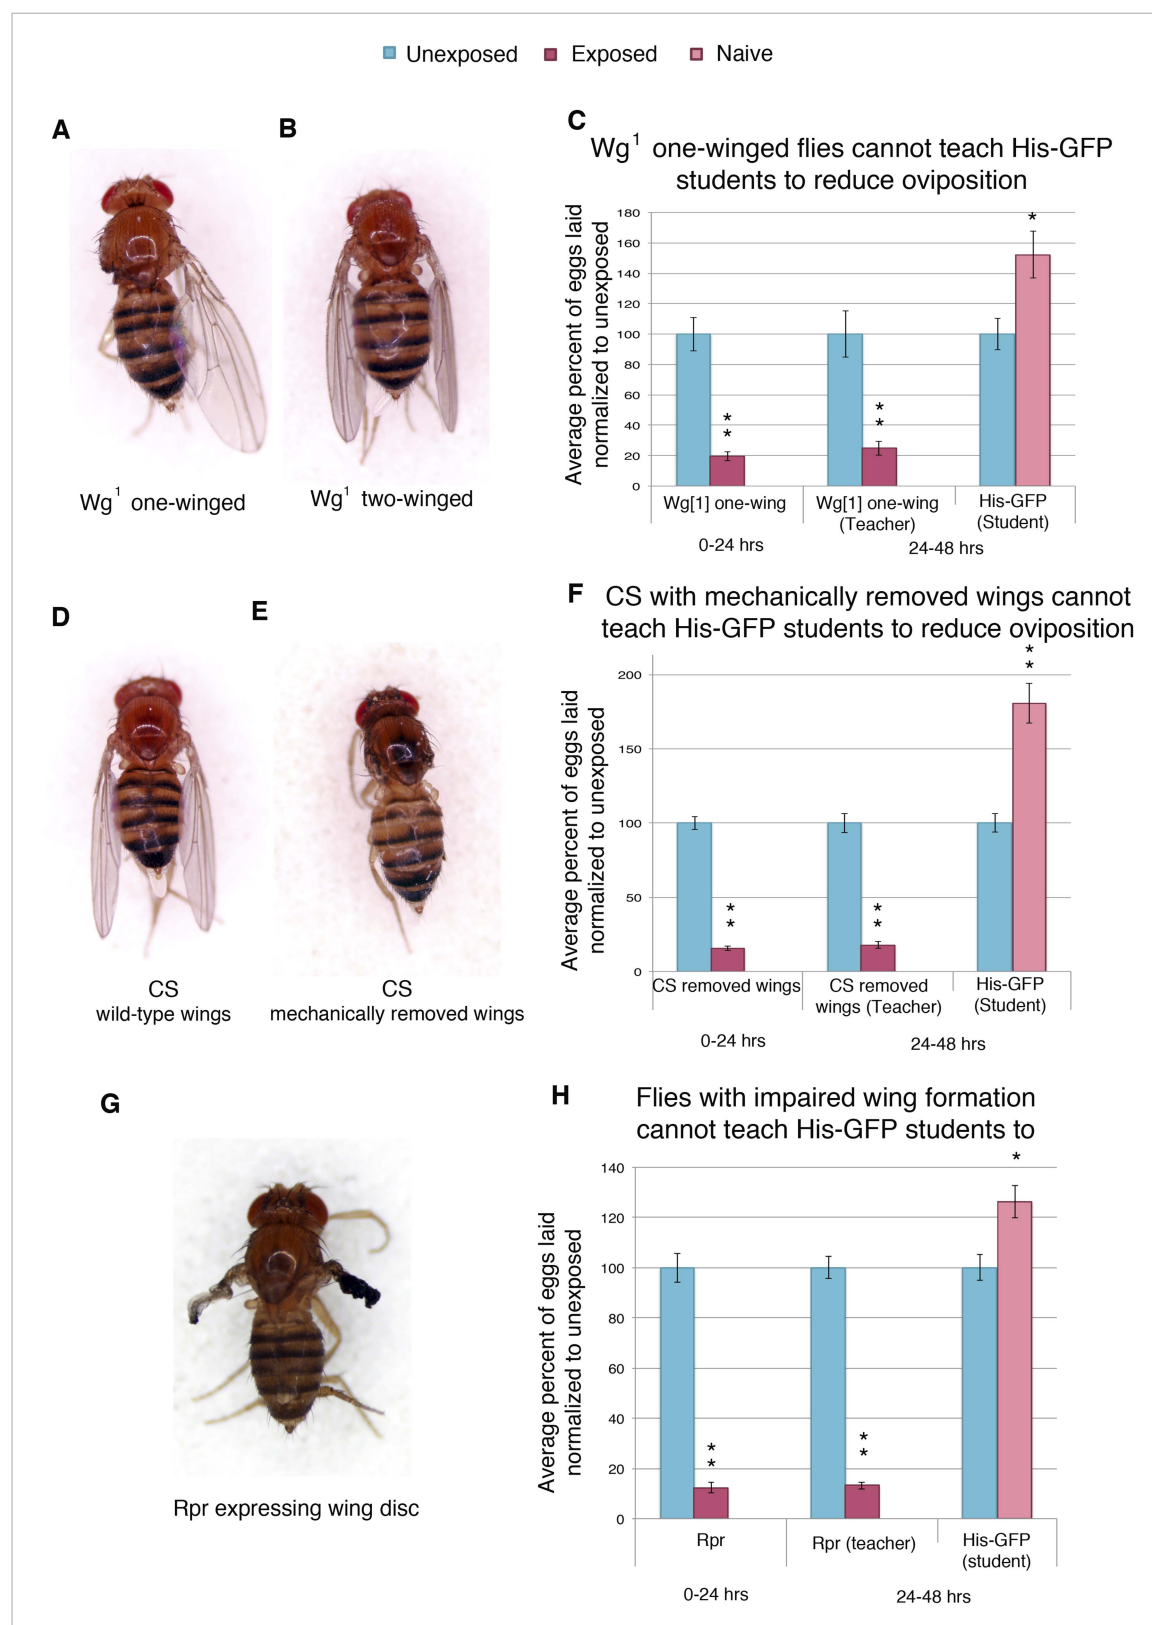 Unexposed Exposed Naive
A
B
C
Wg1 one-winged flies cannot teach His-GFP
students to reduce oviposition
Average percent of eggs laid
normalized to unexposed
180
160
140
120
100
80
60
40
20
0
*
* *
* *
Wg[1] one-wing
Wg[1] one-wing
(Teacher)
His-GFP
(Student)
0-24 hrs
24-48 hrs
Wg1 one-winged
Wg1 two-winged
D
E
F
CS with mechanically removed wings cannot
teach His-GFP students to reduce oviposition
Average percent of eggs laid
normalized to unexposed
200
150
100
50
0
* *
* *
* *
CS removed wings
CS removed
wings (Teacher)
His-GFP
(Student)
0-24 hrs
24-48 hrs
CS
wild-type wings
CS
mechanically removed wings
G
H
Flies with impaired wing formation
cannot teach His-GFP students to
Average percent of eggs laid
normalized to unexposed
140
120
100
80
60
40
20
0
*
* *
* *
Rpr
Rpr (teacher)
His-GFP
(student)
0-24 hrs
24-48 hrs
Rpr expressing wing disc